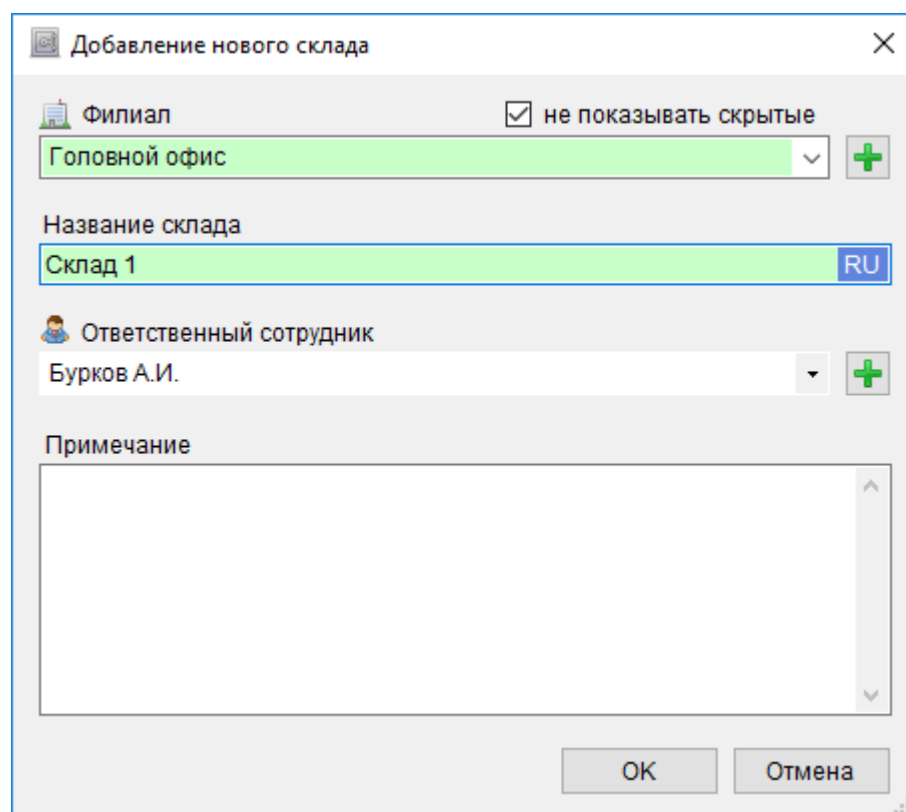 Добавление нового склада
Филиал не показывать скрытые
Головной офис
Название склада
Склад 1 RU
Ответственный сотрудник
Бурков А.И.
Примечание
OK Отмена